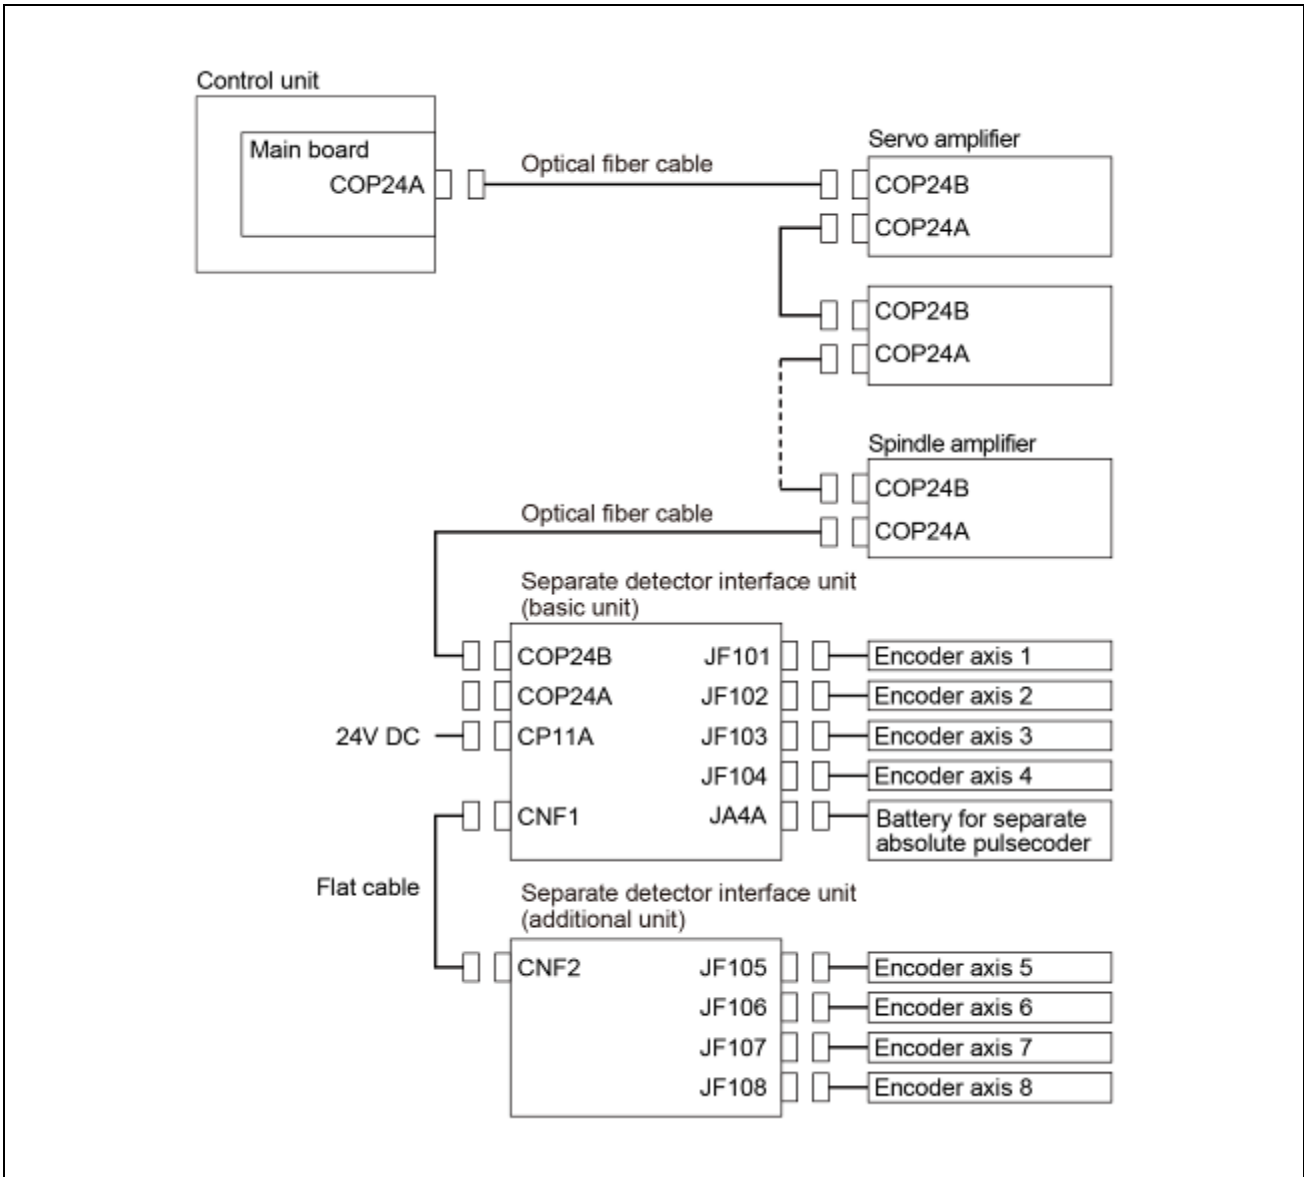 Control unit
Main board
COP24A
Optical fiber cable
Servo amplifier
COP24B
COP24A
COP24B
COP24A
Spindle amplifier
COP24B
COP24A
Optical fiber cable
Separate detector interface unit
(basic unit)
COP24B JF101 Encoder axis 1
COP24A JF102 Encoder axis 2
24V DC CP11A JF103 Encoder axis 3
JF104 Encoder axis 4
CNF1 JA4A Battery for separate
absolute pulsecoder
Flat cable
Separate detector interface unit
(additional unit)
CNF2 JF105 Encoder axis 5
JF106 Encoder axis 6
JF107 Encoder axis 7
JF108 Encoder axis 8